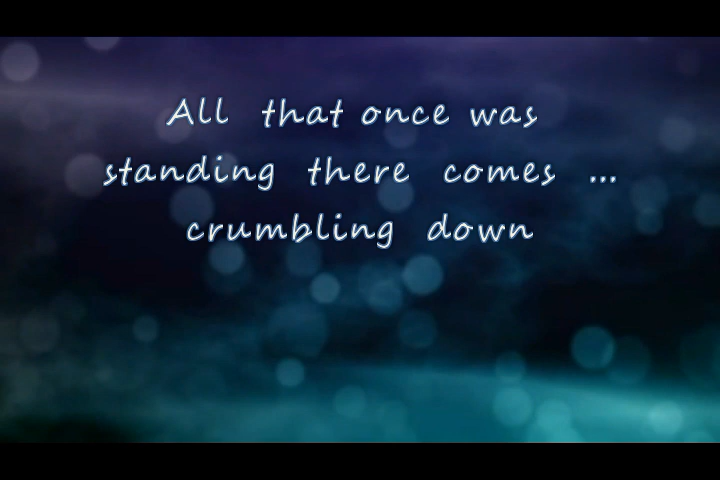 All that once was
standing there comes ...
crumbling down